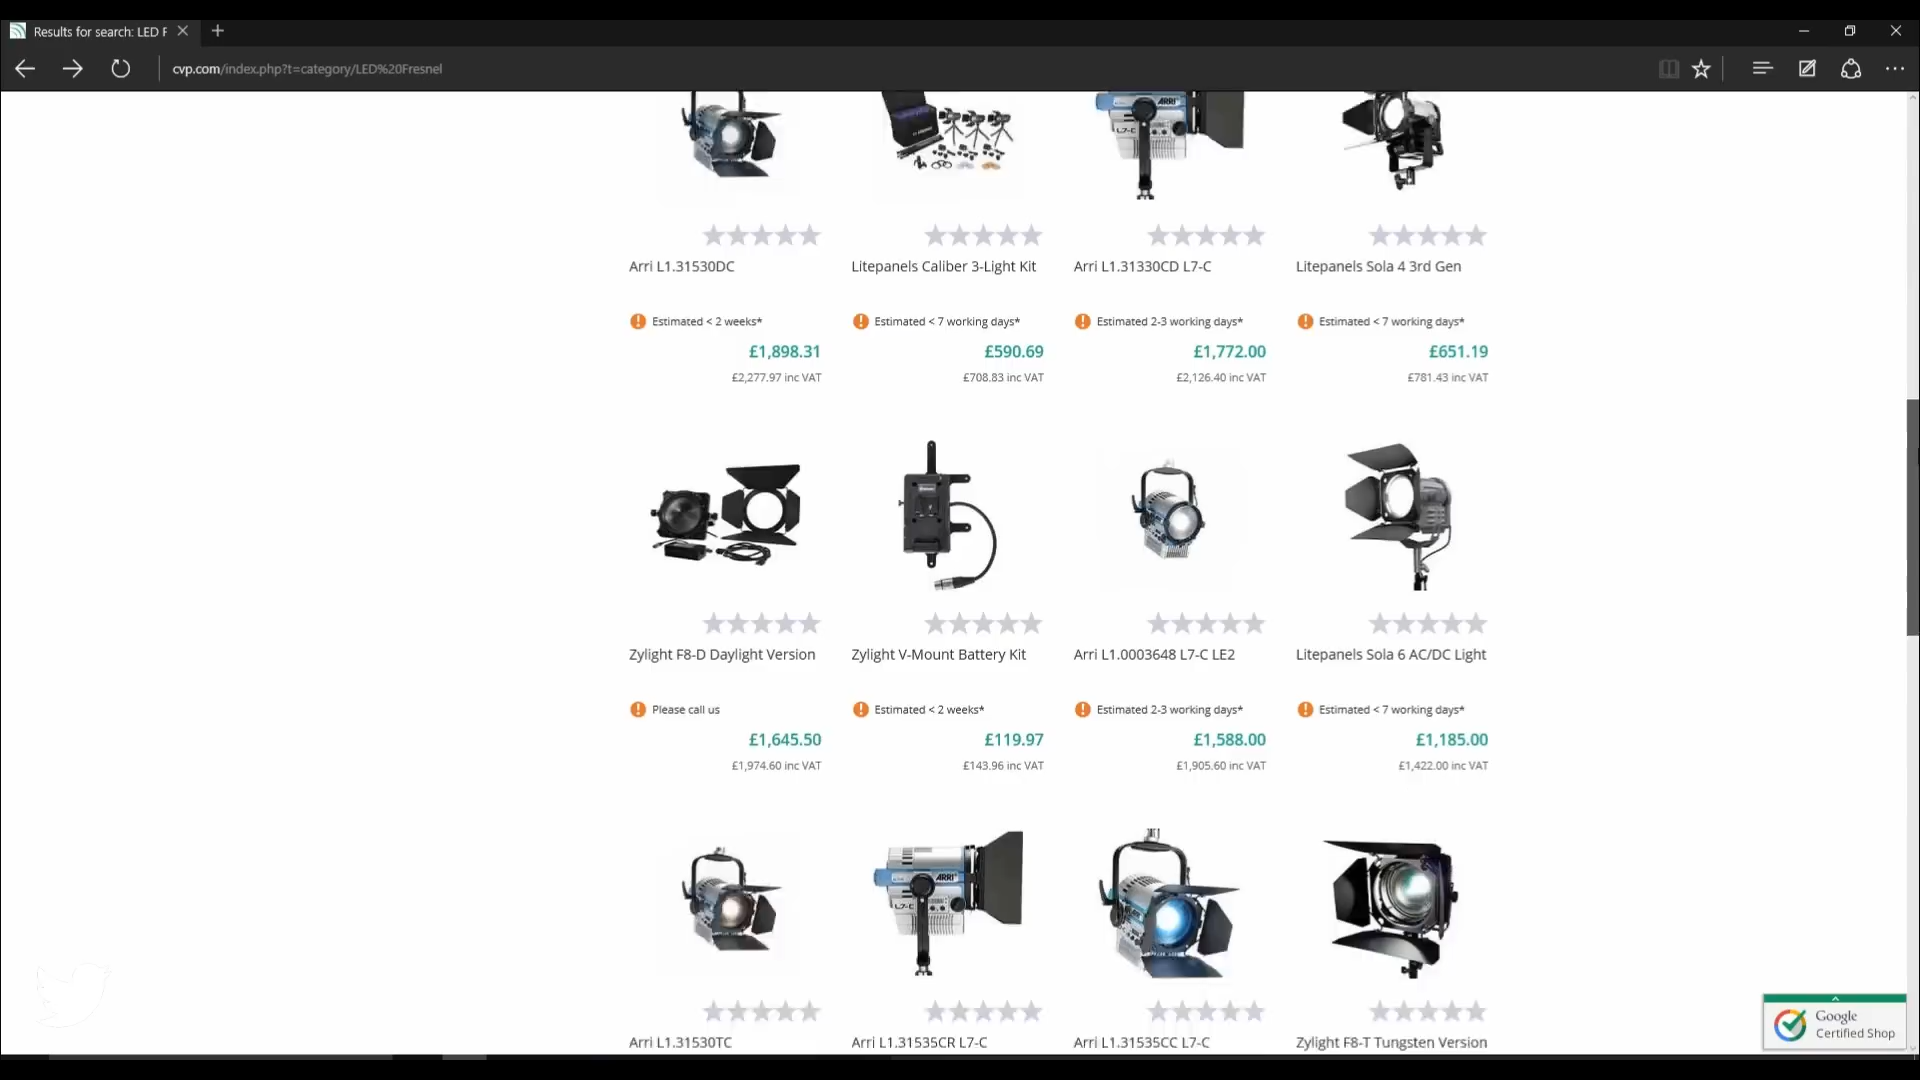 Results for search: LED F
cvp.com/index.php?t=category/LED%20Fresnel
ARRI
L7-C
Arri L1.31530DC
Litepanels Caliber 3-Light Kit
Arri L1.31330CD L7-C
Litepanels Sola 4 3rd Gen
Estimated < 2 weeks*
Estimated < 7 working days*
Estimated 2-3 working days*
Estimated < 7 working days*
£1,898.31
£590.69
£1,772.00
£651.19
£2,277.97 inc VAT
£708.83 inc VAT
£2,126.40 inc VAT
£781.43 inc VAT
Zylight F8-D Daylight Version
Zylight V-Mount Battery Kit
Arri L1.0003648 L7-C LE2
Litepanels Sola 6 AC/DC Light
Please call us
Estimated < 2 weeks*
Estimated 2-3 working days*
Estimated < 7 working days*
£1,645.50
£119.97
£1,588.00
£1,185.00
£1,974.60 inc VAT
£143.96 inc VAT
£1,905.60 inc VAT
£1,422.00 inc VAT
ARRI
L7-C
Arri L1.31530TC
Arri L1.31535CR L7-C
Arri L1.31535CC L7-C
Zylight F8-T Tungsten Version
Google
Certified Shop